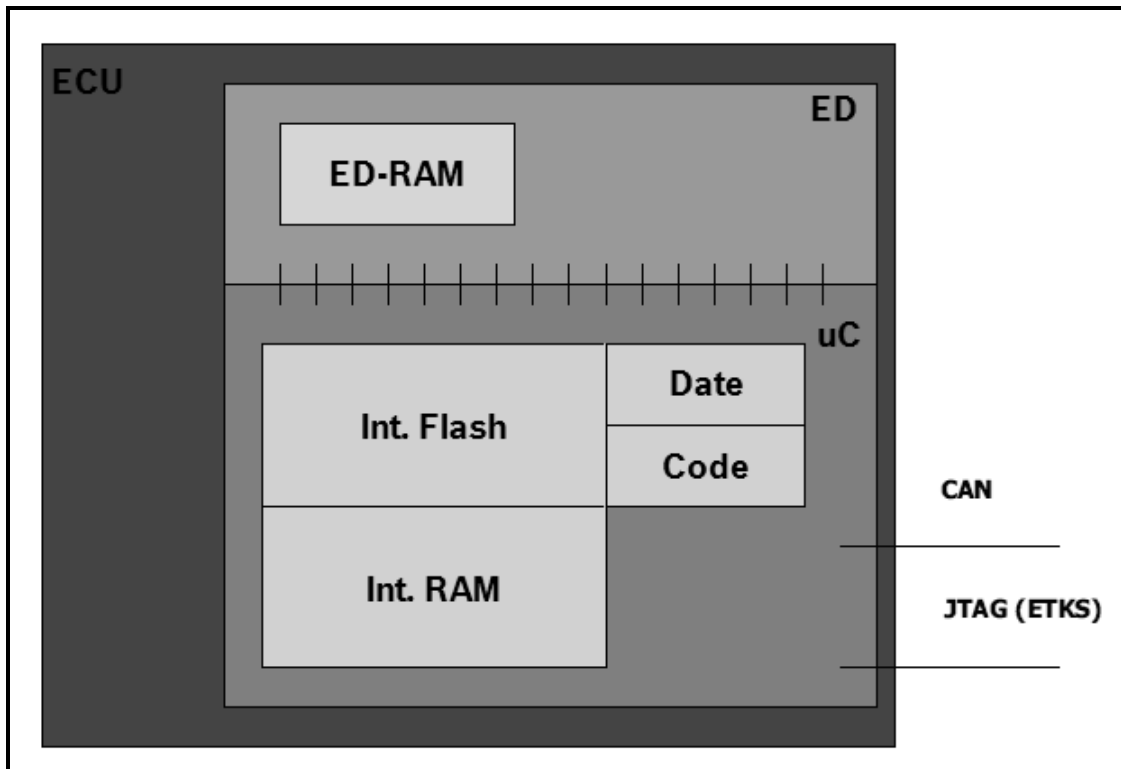 ECU
ED
ED-RAM
uC
Int. Flash
Date
Code
CAN
Int. RAM
JTAG (ETKS)